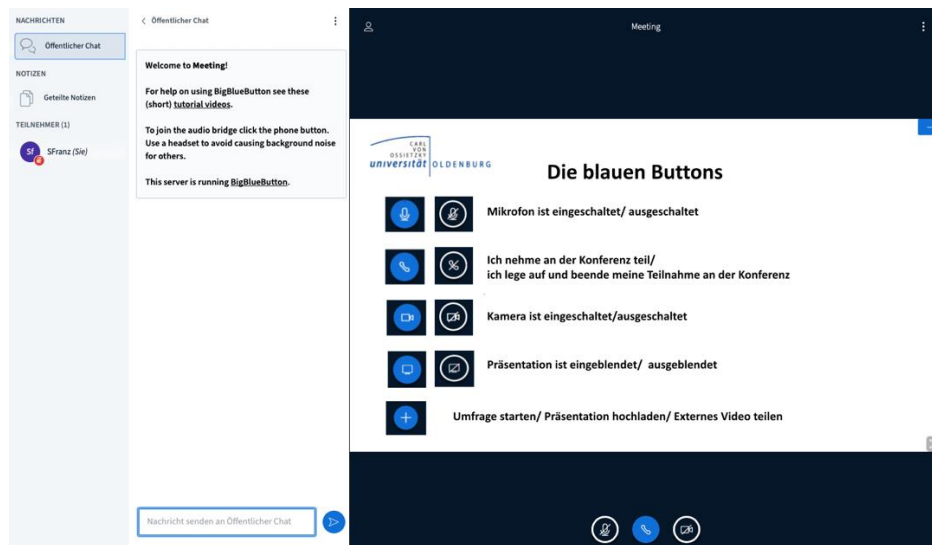 NACHRICHTEN
Öffentlicher Chat
NOTIZEN
Geteilte Notizen
TEILNEHMER (1)
Sf
SFranz (Sie)
Öffentlicher Chat
Welcome to Meeting!
For help on using BigBlueButton see these
(short) tutorial videos.
To join the audio bridge click the phone button.
Use a headset to avoid causing background noise
for others.
This server is running BigBlueButton.
Nachricht senden an Öffentlicher Chat
Meeting
CARL
VON
OSSIETZKY
universität OLDENBURG
Die blauen Buttons
Mikrofon ist eingeschaltet/ ausgeschaltet
Ich nehme an der Konferenz teil/
ich lege auf und beende meine Teilnahme an der Konferenz
Kamera ist eingeschaltet/ausgeschaltet
Präsentation ist eingeblendet/ ausgeblendet
Umfrage starten/ Präsentation hochladen/ Externes Video teilen